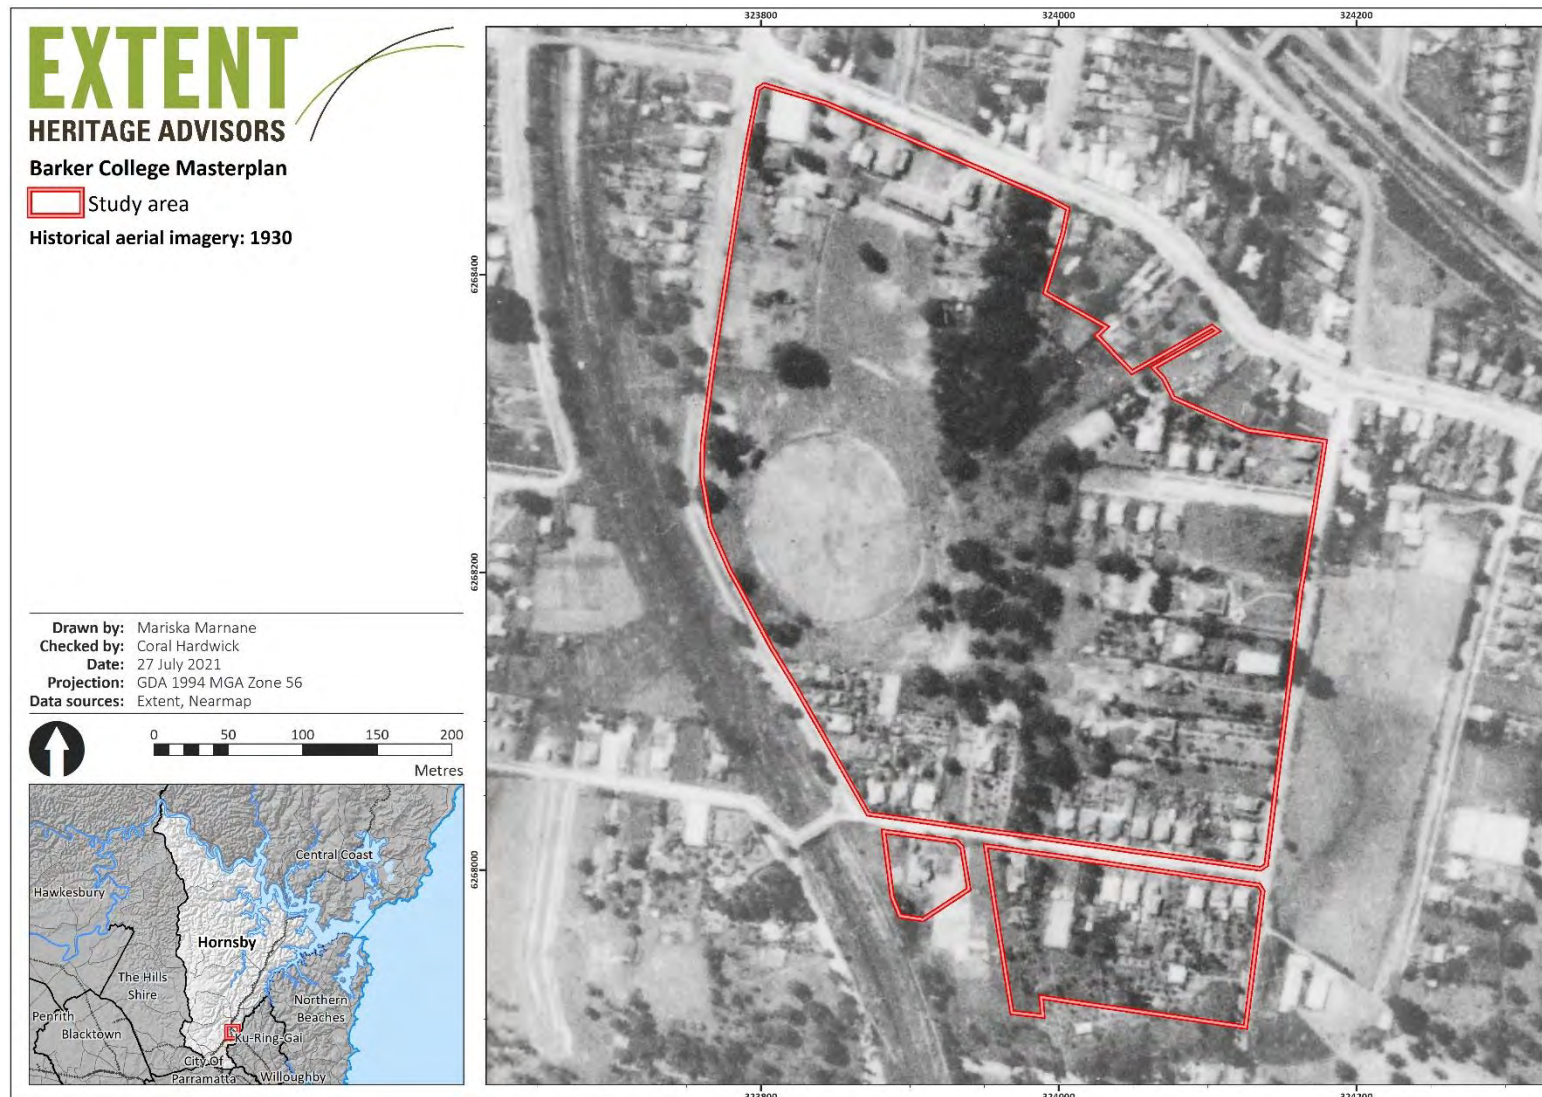 EXTENT
HERITAGE ADVISORS
Barker College Masterplan
Study area
Historical aerial imagery: 1930
Drawn by: Mariska Marnane
Checked by: Coral Hardwick
Date: 27 July 2021
Projection: GDA 1994 MGA Zone 56
Data sources: Extent, Nearmap
0 50 100 150 200
Metres
Central Coast
Hawkesbury
Hornsby
The Hills
Shire
Northern
Beaches
Penrith
Blacktown
Ku-Ring-Gai
City Of
Parramatta
Willoughby
323800 324000 324200
6268400
6268200
6268000
323800 324000 324200